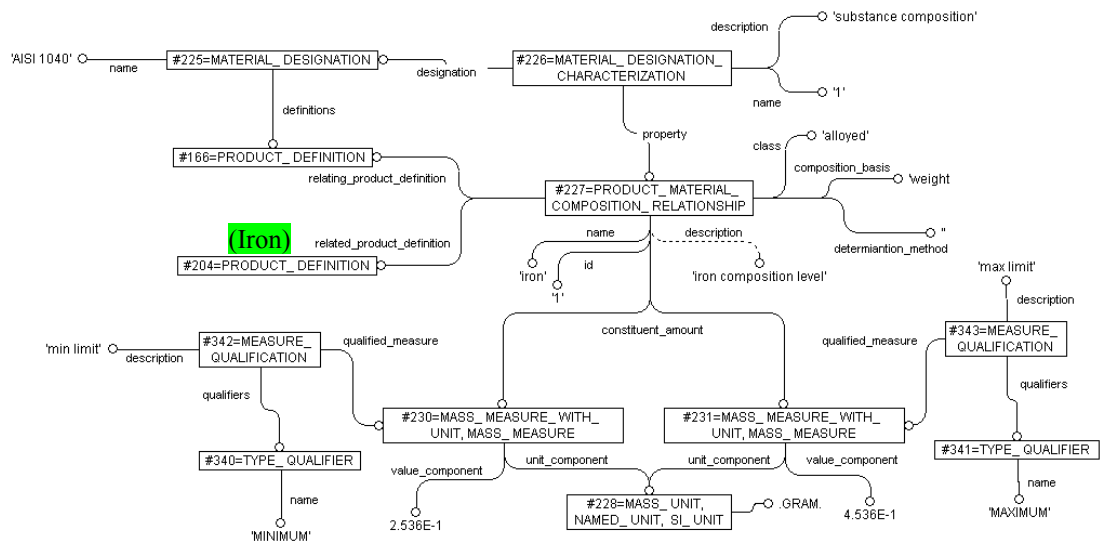 description
'substance composition'
'AISI 1040'
name
#225=MATERIAL_ DESIGNATION
designation
#226=MATERIAL_ DESIGNATION_
CHARACTERIZATION
name
'1'
definitions
property
class
'alloyed'
#166=PRODUCT_ DEFINITION
relating_product_definition
composition_basis
'weight
#227=PRODUCT_ MATERIAL_
COMPOSITION_ RELATIONSHIP
(Iron)
related_product_definition
#204=PRODUCT_ DEFINITION
name
description
''
determiantion_method
'iron'
id
'1'
'iron composition level'
'max limit'
description
constituent_amount
'min limit'
description
#342=MEASURE_
QUALIFICATION
qualified_measure
qualified_measure
#343=MEASURE_
QUALIFICATION
qualifiers
qualifiers
#230=MASS_ MEASURE_ WITH_
UNIT, MASS_ MEASURE
#231=MASS_ MEASURE_ WITH_
UNIT, MASS_ MEASURE
#340=TYPE_ QUALIFIER
#341=TYPE_ QUALIFIER
value_component
unit_component
unit_component
value_component
name
name
2.536E-1
#228=MASS_ UNIT,
NAMED_ UNIT, SI_ UNIT
.GRAM.
4.536E-1
'MINIMUM'
'MAXIMUM'